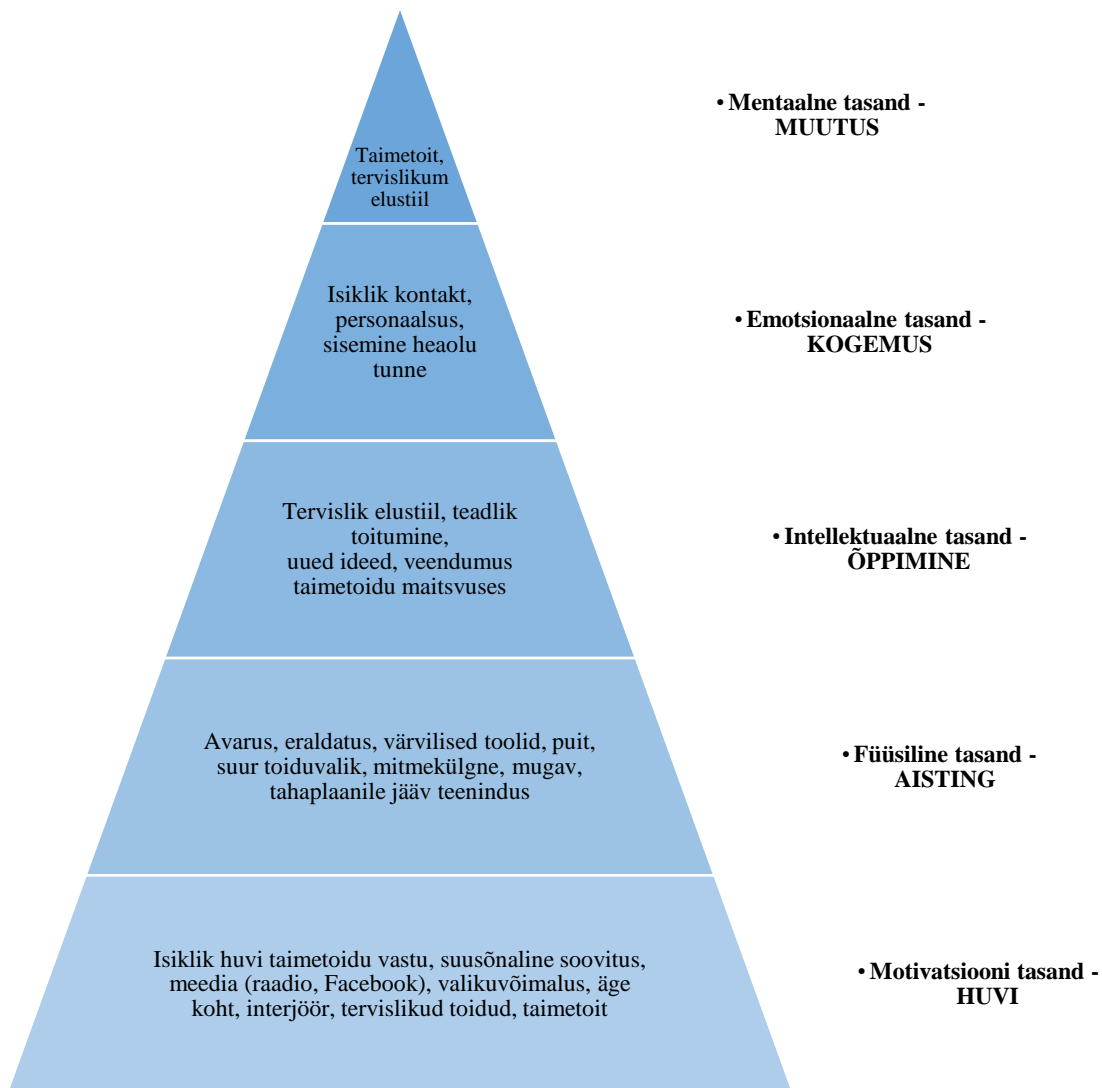 • Mentaalne tasand -
MUUTUS
Taimetoit,
tervislikum
elustiil
Isiklik kontakt,
personaalsus,
sisemine heaolu
tunne
• Emotsionaalne tasand -
KOGEMUS
Tervislik elustiil, teadlik
toitumine,
uued ideed, veendumus
taimetoidu maitsvuses
• Intellektuaalne tasand -
ÕPPIMINE
Avarus, eraldatus, värvilised toolid, puit,
suur toiduvalik, mitmekülgne, mugav,
tahaplaanile jääv teenindus
• Füüsiline tasand -
AISTING
Isiklik huvi taimetoidu vastu, suusõnaline soovitus,
meedia (raadio, Facebook), valikuvõimalus, äge
koht, interjöör, tervislikud toidud, taimetoit
• Motivatsiooni tasand -
HUVI